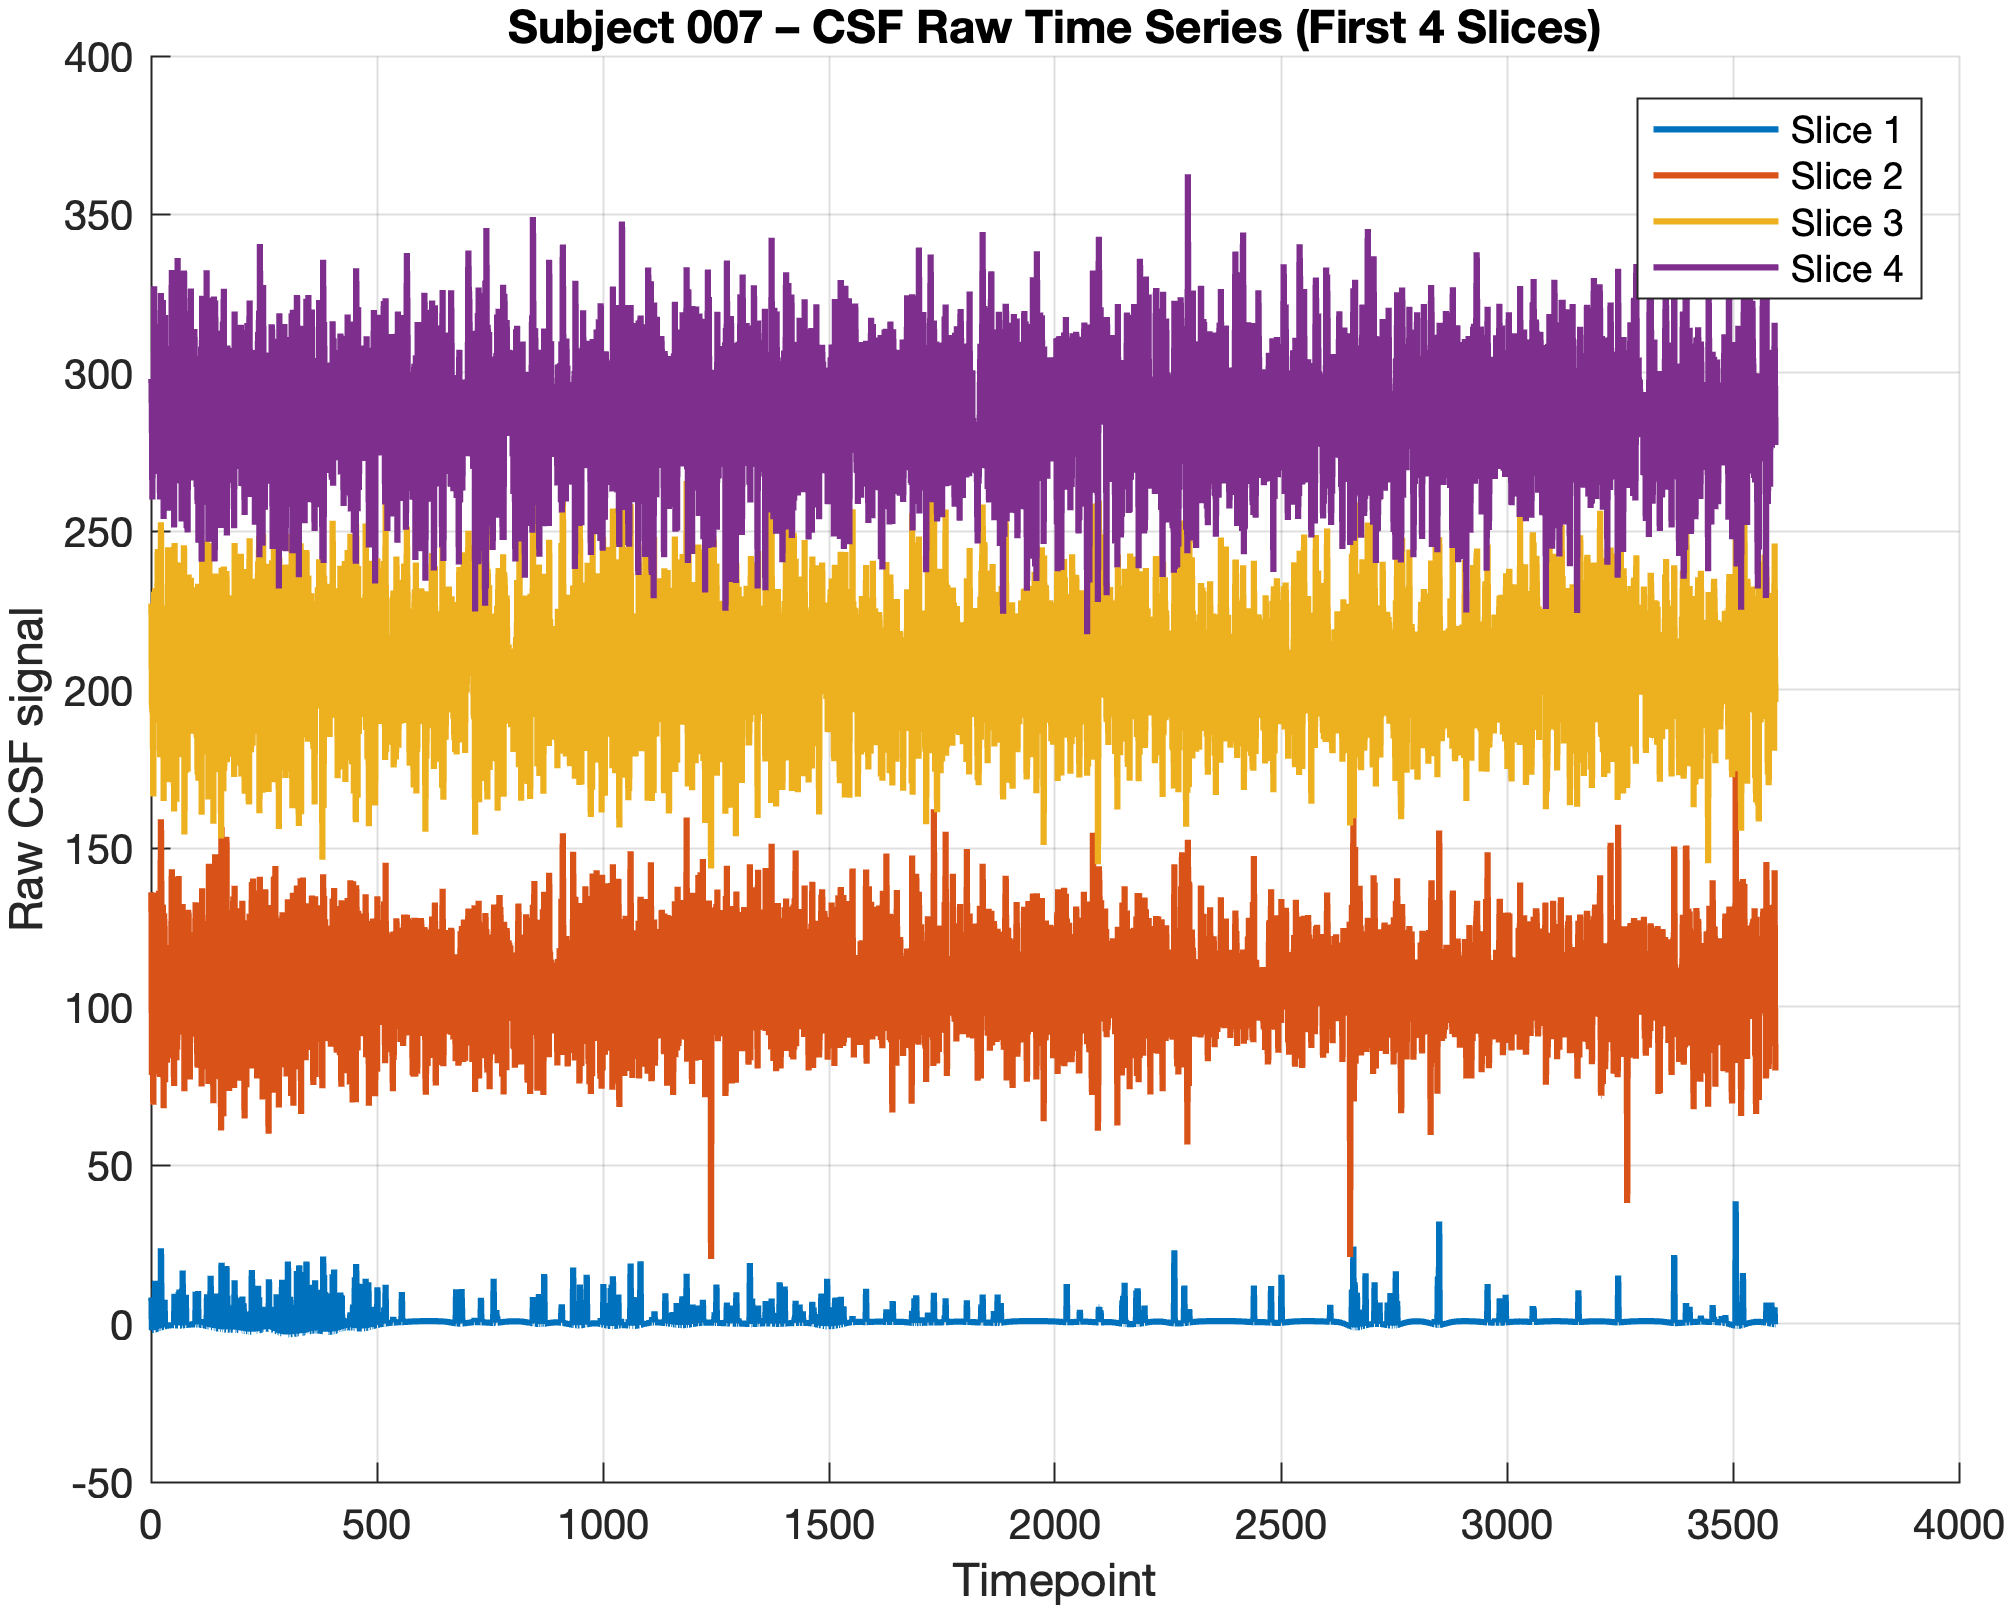 Subject 007 – CSF Raw Time Series (First 4 Slices)
400
350
300
250
200
150
100
50
0
-50
Raw CSF signal
Slice 1
Slice 2
Slice 3
Slice 4
0 500 1000 1500 2000 2500 3000 3500 4000
Timepoint